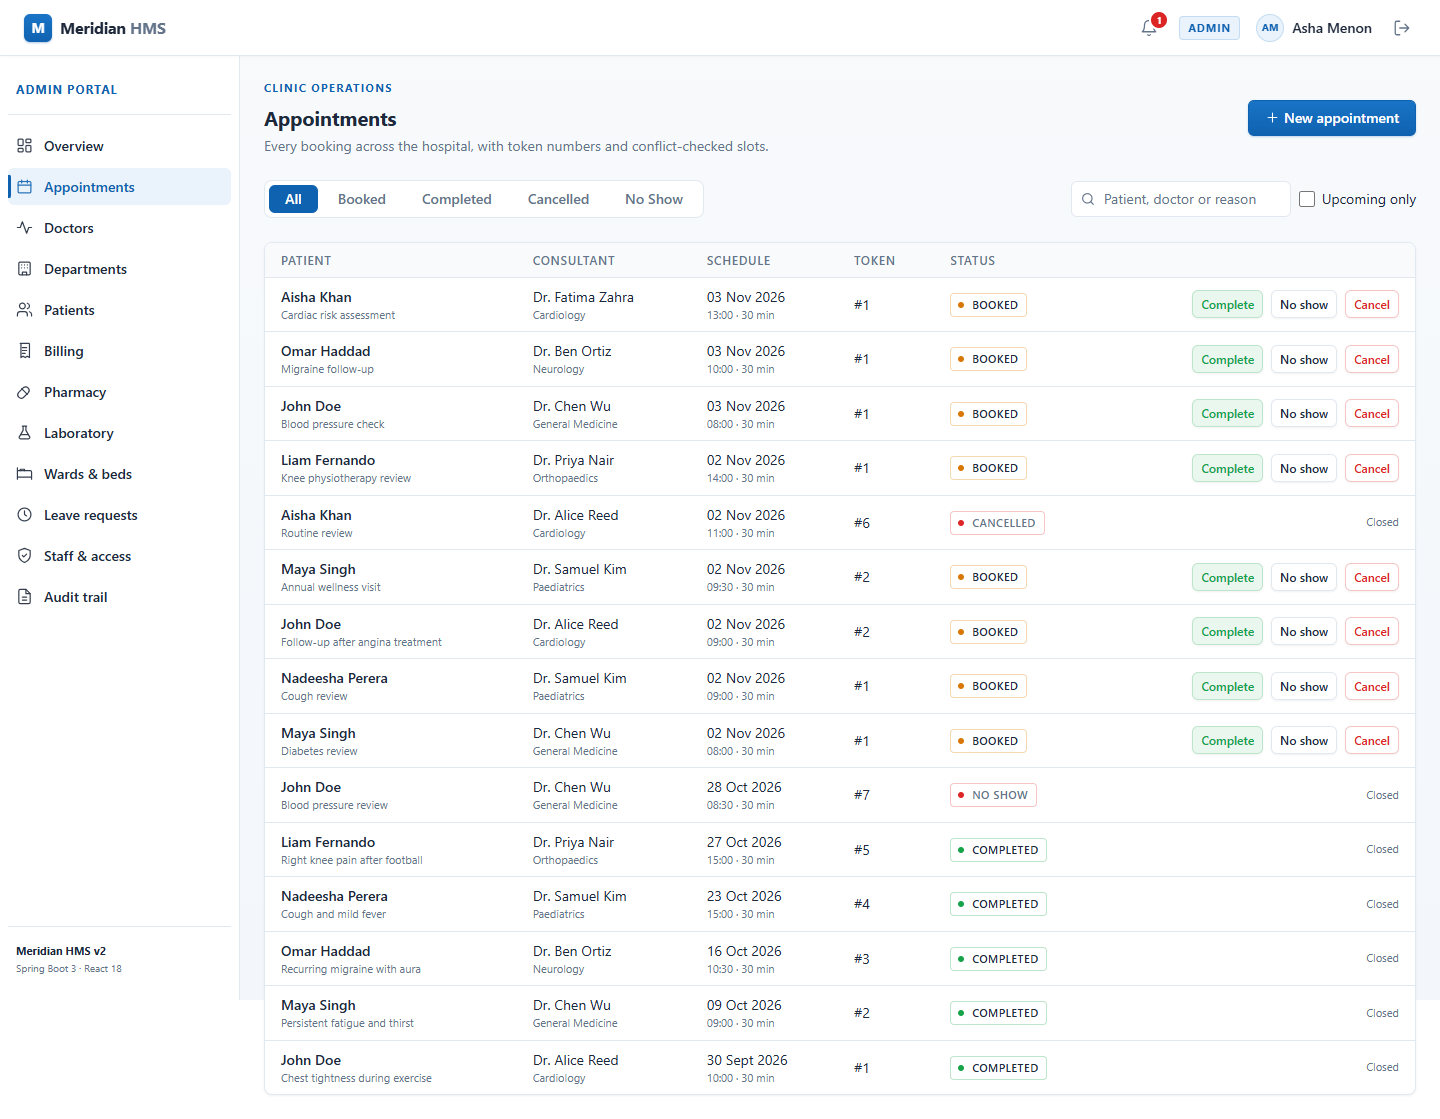 M Meridian HMS
1
ADMIN
AM Asha Menon
ADMIN PORTAL
Overview
Appointments
Doctors
Departments
Patients
Billing
Pharmacy
Laboratory
Wards & beds
Leave requests
Staff & access
Audit trail
Meridian HMS v2
Spring Boot 3 · React 18
CLINIC OPERATIONS
Appointments
Every booking across the hospital, with token numbers and conflict-checked slots.
+ New appointment
All Booked Completed Cancelled No Show
Patient, doctor or reason
Upcoming only
PATIENT CONSULTANT SCHEDULE TOKEN STATUS
Aisha Khan Dr. Fatima Zahra 03 Nov 2026 #1 BOOKED Complete No show Cancel
Cardiac risk assessment Cardiology 13:00 · 30 min
Omar Haddad Dr. Ben Ortiz 03 Nov 2026 #1 BOOKED Complete No show Cancel
Migraine follow-up Neurology 10:00 · 30 min
John Doe Dr. Chen Wu 03 Nov 2026 #1 BOOKED Complete No show Cancel
Blood pressure check General Medicine 08:00 · 30 min
Liam Fernando Dr. Priya Nair 02 Nov 2026 #1 BOOKED Complete No show Cancel
Knee physiotherapy review Orthopaedics 14:00 · 30 min
Aisha Khan Dr. Alice Reed 02 Nov 2026 #6 CANCELLED Closed
Routine review Cardiology 11:00 · 30 min
Maya Singh Dr. Samuel Kim 02 Nov 2026 #2 BOOKED Complete No show Cancel
Annual wellness visit Paediatrics 09:30 · 30 min
John Doe Dr. Alice Reed 02 Nov 2026 #2 BOOKED Complete No show Cancel
Follow-up after angina treatment Cardiology 09:00 · 30 min
Nadeesha Perera Dr. Samuel Kim 02 Nov 2026 #1 BOOKED Complete No show Cancel
Cough review Paediatrics 09:00 · 30 min
Maya Singh Dr. Chen Wu 02 Nov 2026 #1 BOOKED Complete No show Cancel
Diabetes review General Medicine 08:00 · 30 min
John Doe Dr. Chen Wu 28 Oct 2026 #7 NO SHOW Closed
Blood pressure review General Medicine 08:30 · 30 min
Liam Fernando Dr. Priya Nair 27 Oct 2026 #5 COMPLETED Closed
Right knee pain after football Orthopaedics 15:00 · 30 min
Nadeesha Perera Dr. Samuel Kim 23 Oct 2026 #4 COMPLETED Closed
Cough and mild fever Paediatrics 15:00 · 30 min
Omar Haddad Dr. Ben Ortiz 16 Oct 2026 #3 COMPLETED Closed
Recurring migraine with aura Neurology 10:30 · 30 min
Maya Singh Dr. Chen Wu 09 Oct 2026 #2 COMPLETED Closed
Persistent fatigue and thirst General Medicine 09:00 · 30 min
John Doe Dr. Alice Reed 30 Sept 2026 #1 COMPLETED Closed
Chest tightness during exercise Cardiology 10:00 · 30 min